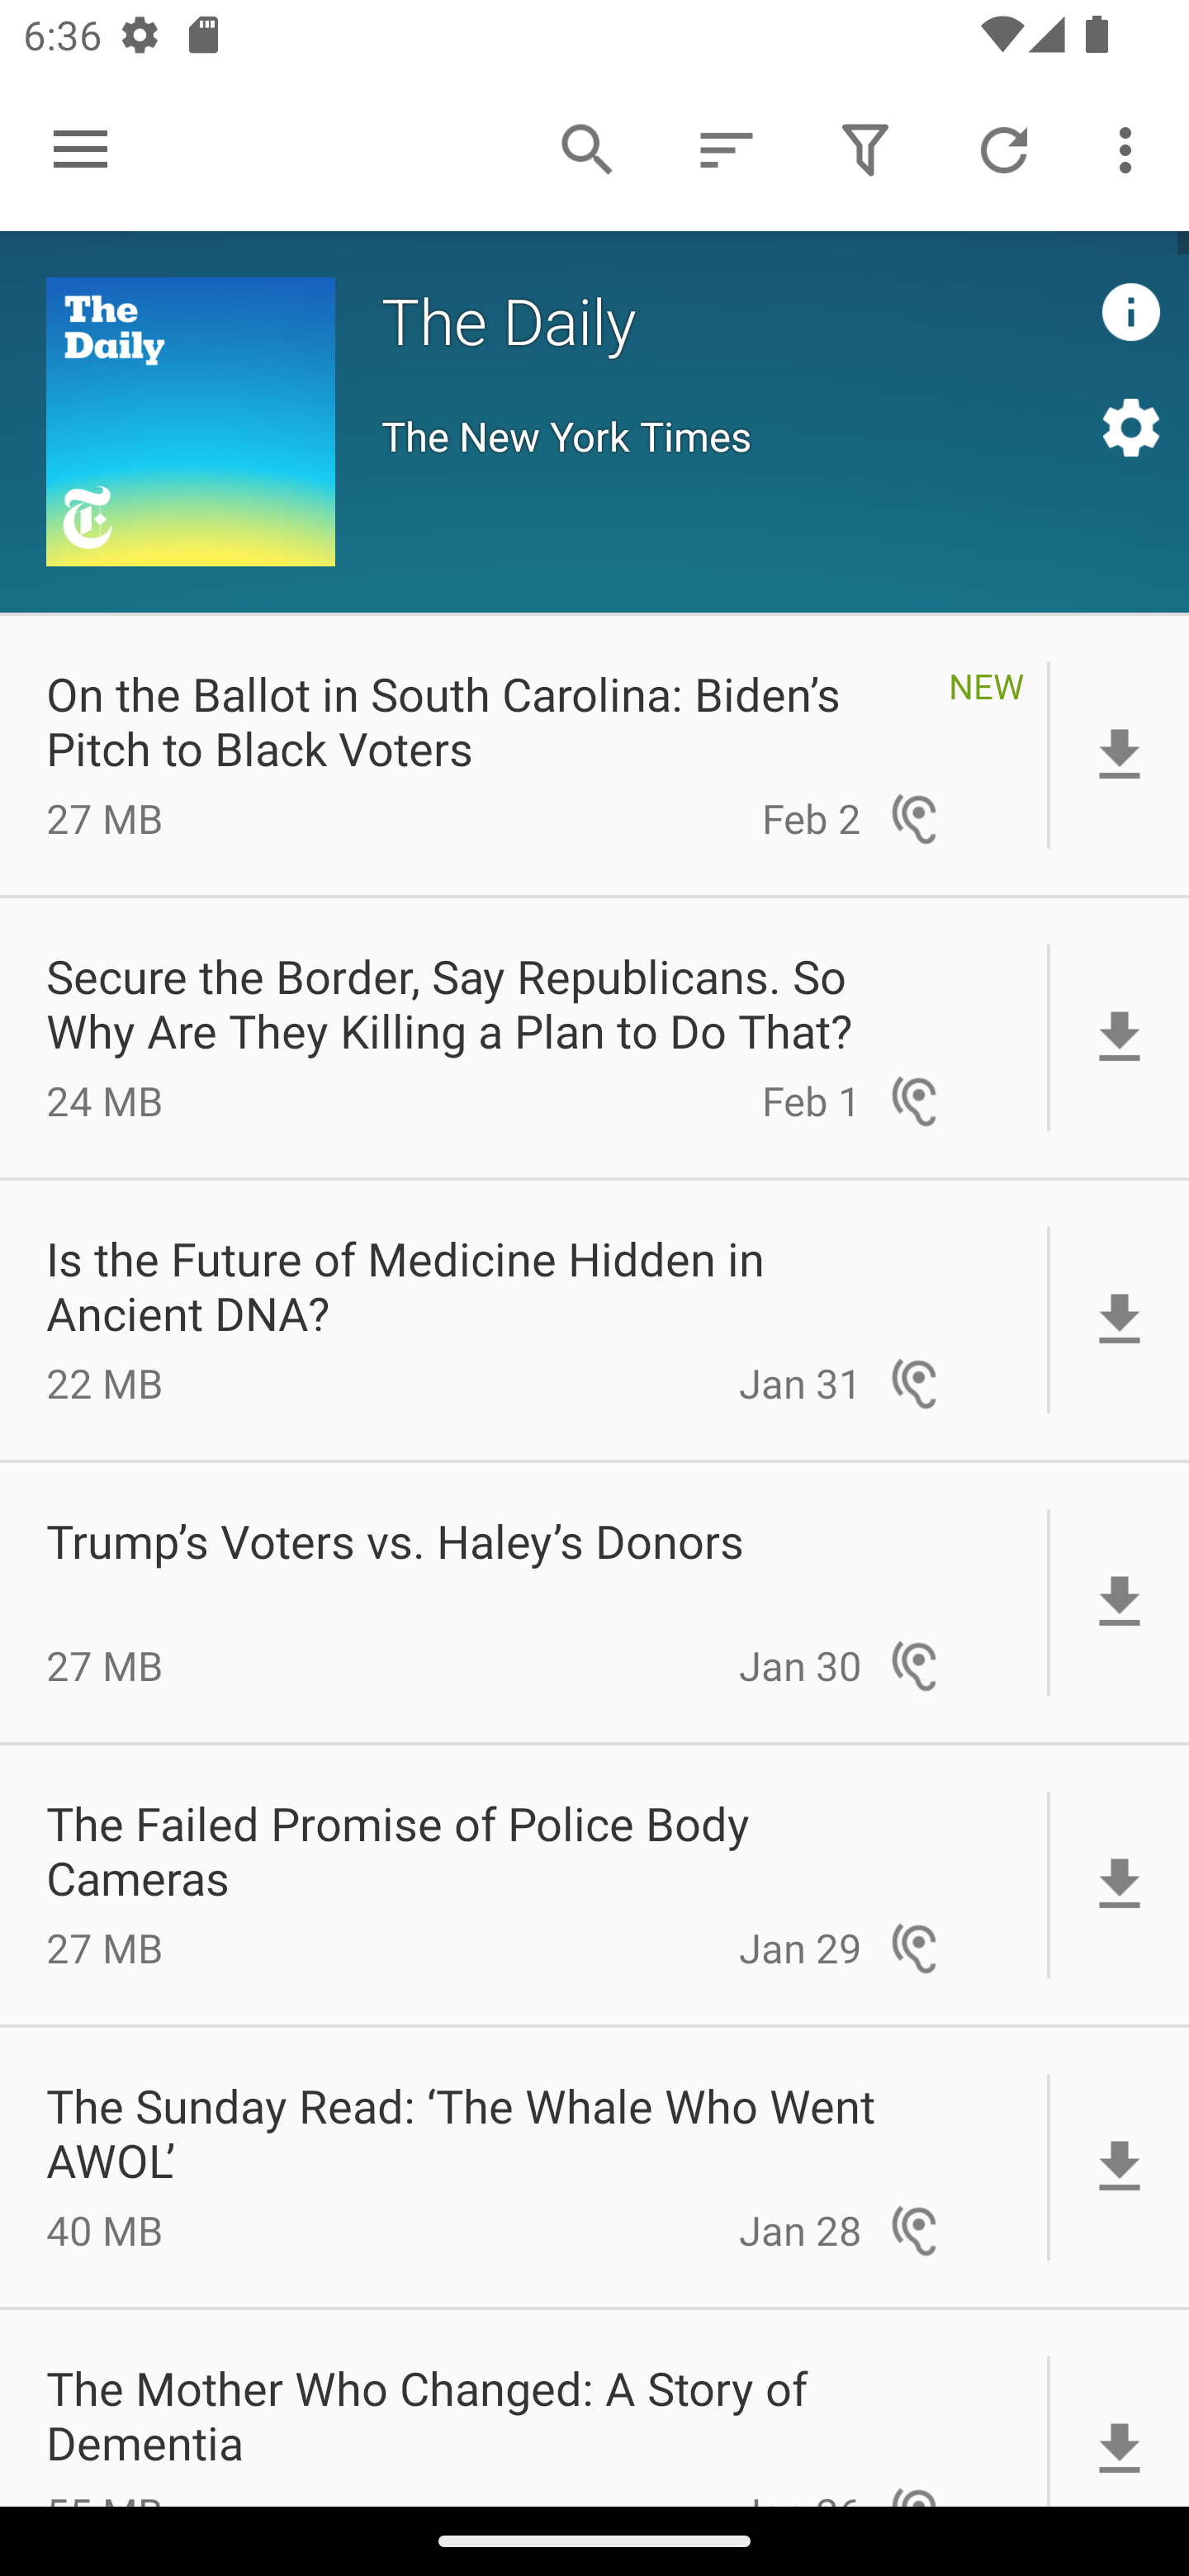 6:36
The
Daily
The Daily
The New York Times
On the Ballot in South Carolina: Biden’s
Pitch to Black Voters
NEW
27 MB
Feb 2
Secure the Border, Say Republicans. So
Why Are They Killing a Plan to Do That?
24 MB
Feb 1
Is the Future of Medicine Hidden in
Ancient DNA?
22 MB
Jan 31
Trump’s Voters vs. Haley’s Donors
27 MB
Jan 30
The Failed Promise of Police Body
Cameras
27 MB
Jan 29
The Sunday Read: ‘The Whale Who Went
AWOL’
40 MB
Jan 28
The Mother Who Changed: A Story of
Dementia